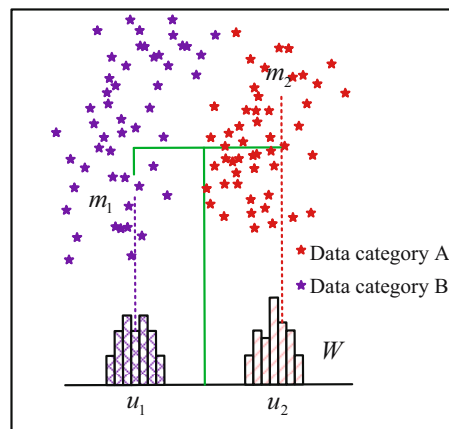 m₂
m₁
Data category A
Data category B
W
u₁
u₂